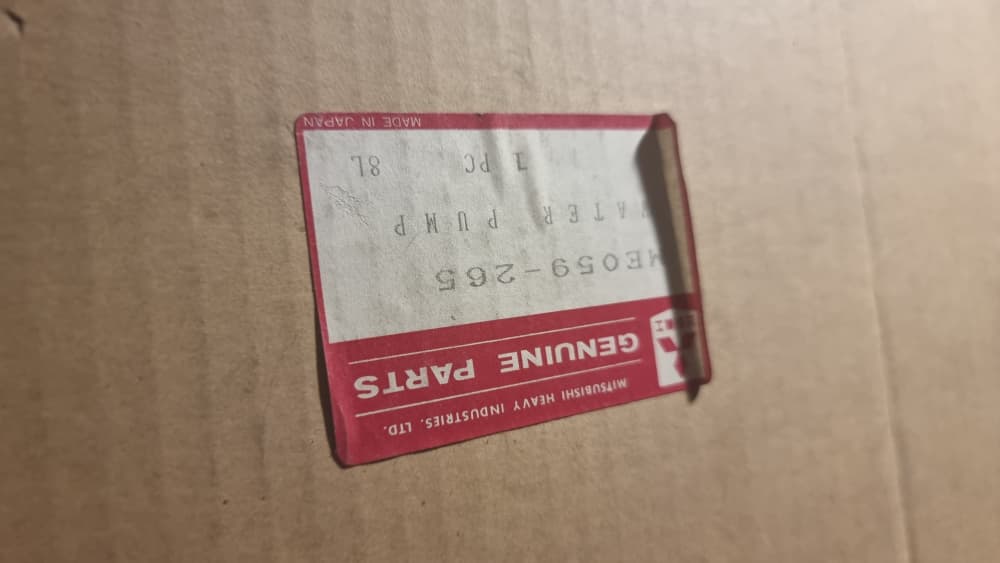 MITSUBISHI HEAVY INDUSTRIES, LTD.
GENUINE PARTS
ME059-265
WATER PUMP
1 PC 8L
MADE IN JAPAN